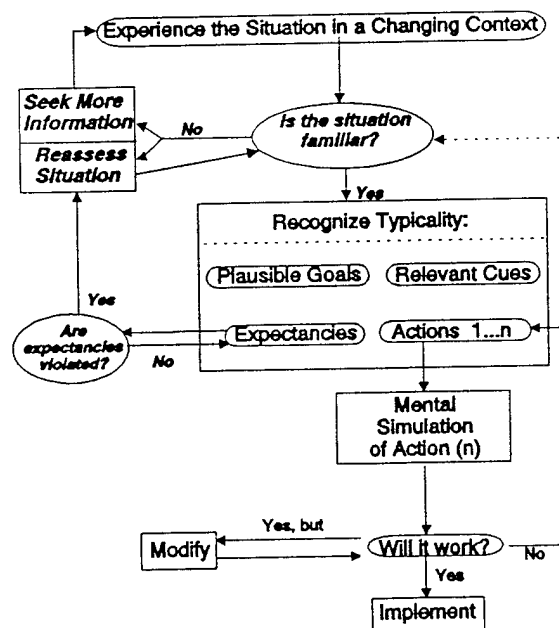 Experience the Situation in a Changing Context
Seek More
Information
Reassess
Situation
No
Is the situation
familiar?
Yes
Recognize Typicality:
Plausible Goals
Relevant Cues
Expectancies
Actions 1...n
Yes
Are
expectancies
violated?
No
Mental
Simulation
of Action (n)
Yes, but
Modify
Will it work?
No
Yes
Implement